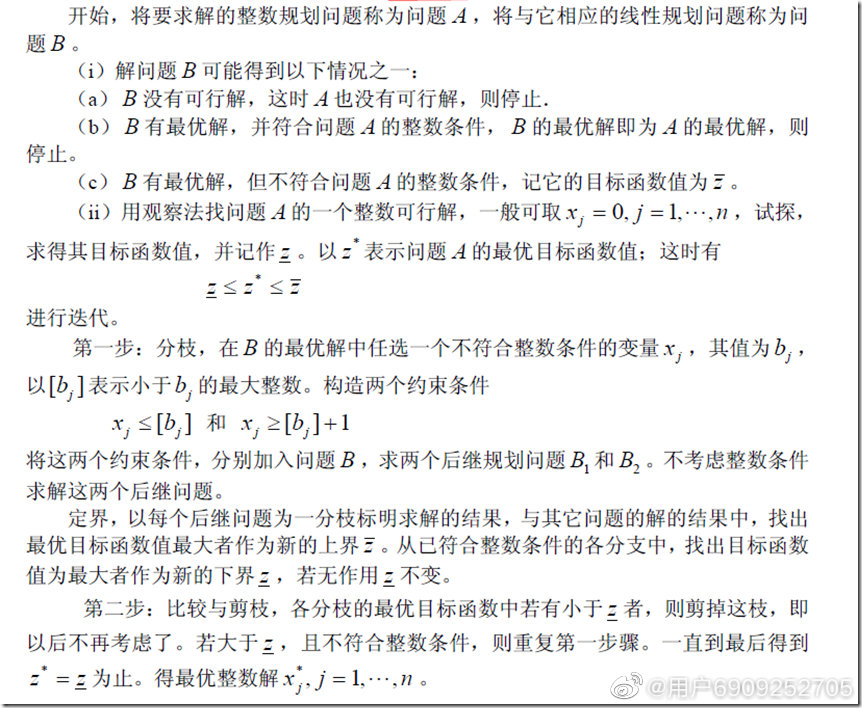 开始，将要求解的整数规划问题称为问题 A，将与它相应的线性规划问题称为问
题 B。
（i）解问题 B 可能得到以下情况之一：
（a）B 没有可行解，这时 A 也没有可行解，则停止．
（b）B 有最优解，并符合问题 A 的整数条件，B 的最优解即为 A 的最优解，则
停止。
（c）B 有最优解，但不符合问题 A 的整数条件，记它的目标函数值为 z̅。
（ii）用观察法找问题 A 的一个整数可行解，一般可取 x_j = 0, j = 1,⋯,n，试探，
求得其目标函数值，并记作 z̲。以 z* 表示问题 A 的最优目标函数值；这时有
z̲ ≤ z* ≤ z̅
进行迭代。
第一步：分枝，在 B 的最优解中任选一个不符合整数条件的变量 x_j，其值为 b_j，
以 [b_j] 表示小于 b_j 的最大整数。构造两个约束条件
x_j ≤ [b_j] 和 x_j ≥ [b_j] + 1
将这两个约束条件，分别加入问题 B，求两个后继规划问题 B₁ 和 B₂。不考虑整数条件
求解这两个后继问题。
定界，以每个后继问题为一分枝标明求解的结果，与其它问题的解的结果中，找出
最优目标函数值最大者作为新的上界 z̅。从已符合整数条件的各分支中，找出目标函数
值为最大者作为新的下界 z̲，若无作用 z̲ 不变。
第二步：比较与剪枝，各分枝的最优目标函数中若有小于 z̲ 者，则剪掉这枝，即
以后不再考虑了。若大于 z̲，且不符合整数条件，则重复第一步骤。一直到最后得到
z* = z̲ 为止。得最优整数解 x_j*, j = 1,⋯,n。
@用户6909252705